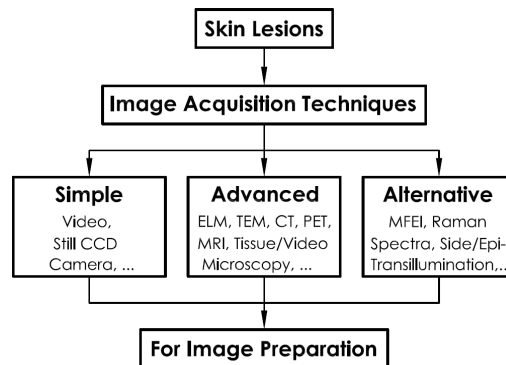 Skin Lesions
Image Acquisition Techniques
Simple
Video,
Still CCD
Camera, ...
Advanced
ELM, TEM, CT, PET,
MRI, Tissue/Video
Microscopy, ...
Alternative
MFEI, Raman
Spectra, Side/Epi-
Transillumination,..
For Image Preparation